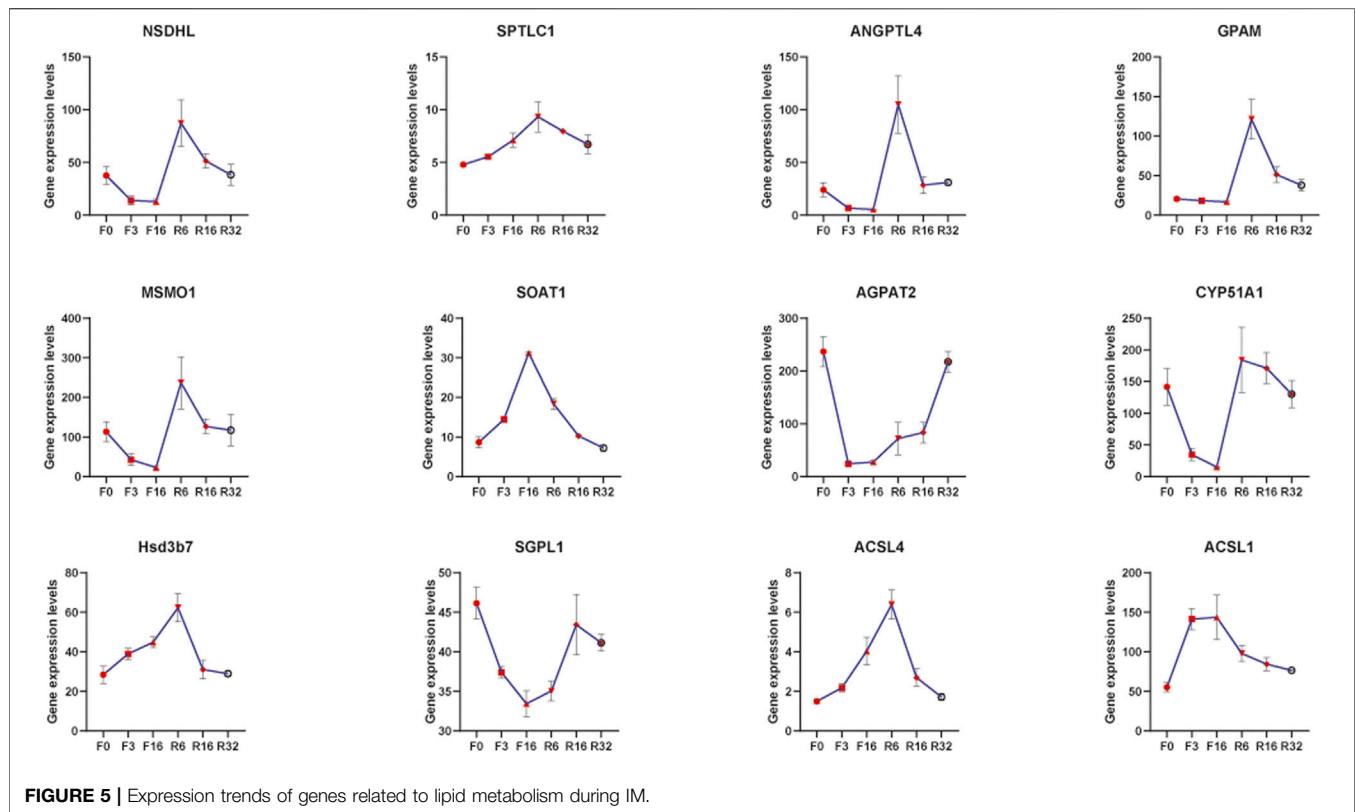 NSDHL
Gene expression levels
150
100
50
0
F0 F3 F16 R6 R16 R32
SPTLC1
Gene expression levels
15
10
5
0
F0 F3 F16 R6 R16 R32
ANGPTL4
Gene expression levels
150
100
50
0
F0 F3 F16 R6 R16 R32
GPAM
Gene expression levels
200
150
100
50
0
F0 F3 F16 R6 R16 R32
MSMO1
Gene expression levels
400
300
200
100
0
F0 F3 F16 R6 R16 R32
SOAT1
Gene expression levels
40
30
20
10
0
F0 F3 F16 R6 R16 R32
AGPAT2
Gene expression levels
300
200
100
0
F0 F3 F16 R6 R16 R32
CYP51A1
Gene expression levels
250
200
150
100
50
0
F0 F3 F16 R6 R16 R32
Hsd3b7
Gene expression levels
80
60
40
20
0
F0 F3 F16 R6 R16 R32
SGPL1
Gene expression levels
50
45
40
35
30
F0 F3 F16 R6 R16 R32
ACSL4
Gene expression levels
8
6
4
2
0
F0 F3 F16 R6 R16 R32
ACSL1
Gene expression levels
200
150
100
50
0
F0 F3 F16 R6 R16 R32
FIGURE 5 | Expression trends of genes related to lipid metabolism during IM.